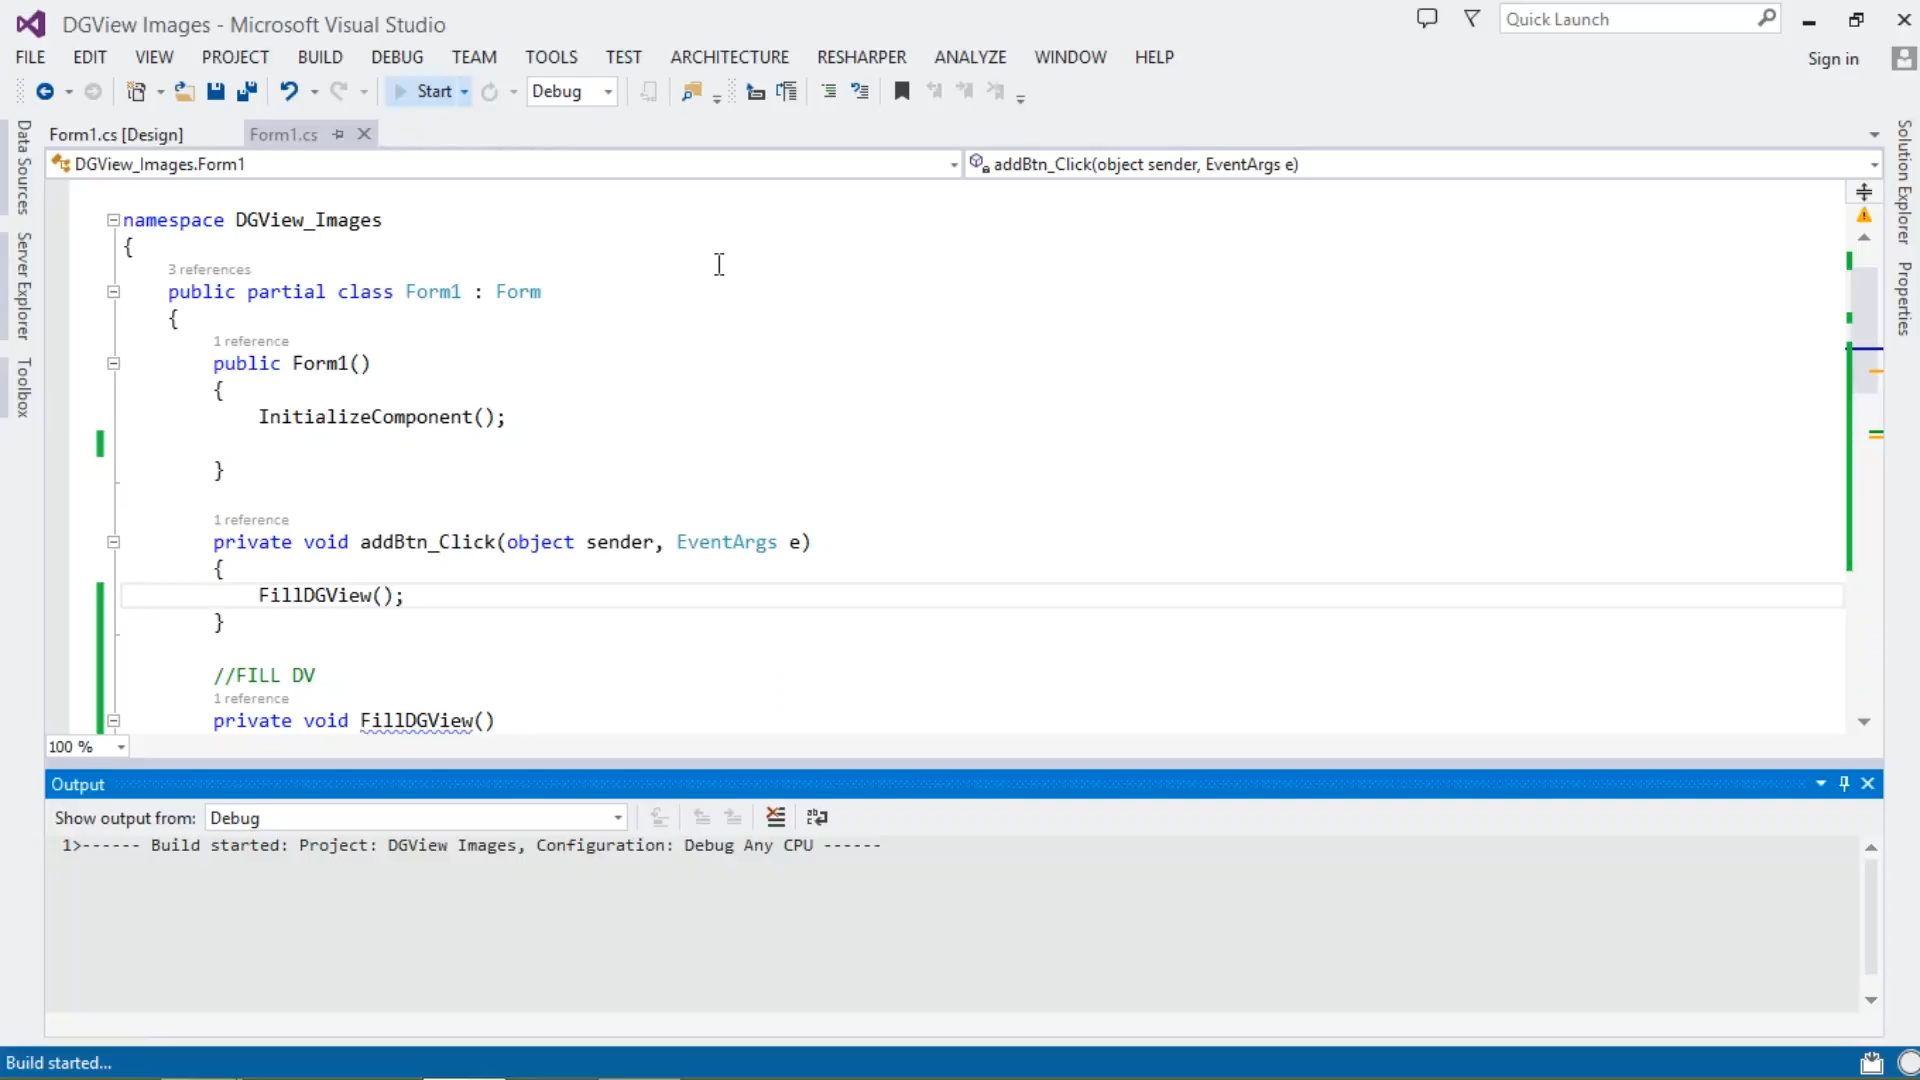 DGView Images - Microsoft Visual Studio
Quick Launch
FILE EDIT VIEW PROJECT BUILD DEBUG TEAM TOOLS TEST ARCHITECTURE RESHARPER ANALYZE WINDOW HELP
Sign in
Start Debug
Form1.cs [Design] Form1.cs
DGView_Images.Form1 addBtn_Click(object sender, EventArgs e)
Data Sources
Server Explorer
Toolbox
Solution Explorer
Properties
namespace DGView_Images
{
3 references
public partial class Form1 : Form
{
1 reference
public Form1()
{
InitializeComponent();
}
1 reference
private void addBtn_Click(object sender, EventArgs e)
{
FillDGView();
}
//FILL DV
1 reference
private void FillDGView()
100 %
Output
Show output from: Debug
1>------ Build started: Project: DGView Images, Configuration: Debug Any CPU ------
Build started...